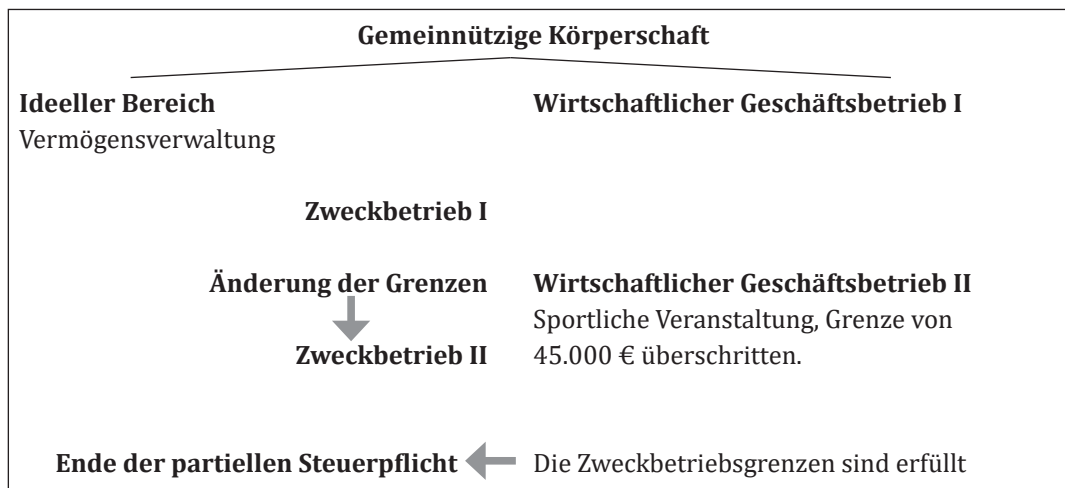 Gemeinnützige Körperschaft
Ideeller Bereich
Vermögensverwaltung
Wirtschaftlicher Geschäftsbetrieb I
Zweckbetrieb I
Änderung der Grenzen
Zweckbetrieb II
Wirtschaftlicher Geschäftsbetrieb II
Sportliche Veranstaltung, Grenze von
45.000 € überschritten.
Ende der partiellen Steuerpflicht
Die Zweckbetriebsgrenzen sind erfüllt